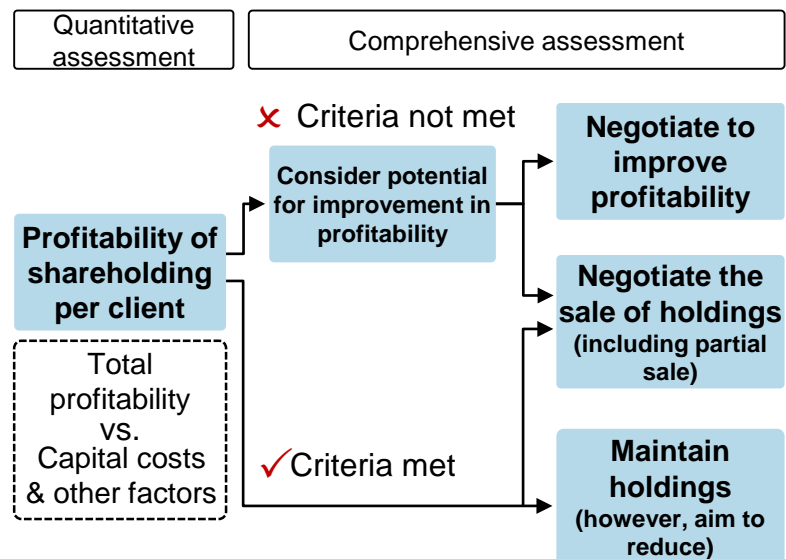 Quantitative
assessment
Comprehensive assessment
Profitability of
shareholding
per client
Total
profitability
vs.
Capital costs
& other factors
Criteria not met
Consider potential
for improvement in
profitability
Criteria met
Negotiate to
improve
profitability
Negotiate the
sale of holdings
(including partial
sale)
Maintain
holdings
(however, aim to
reduce)